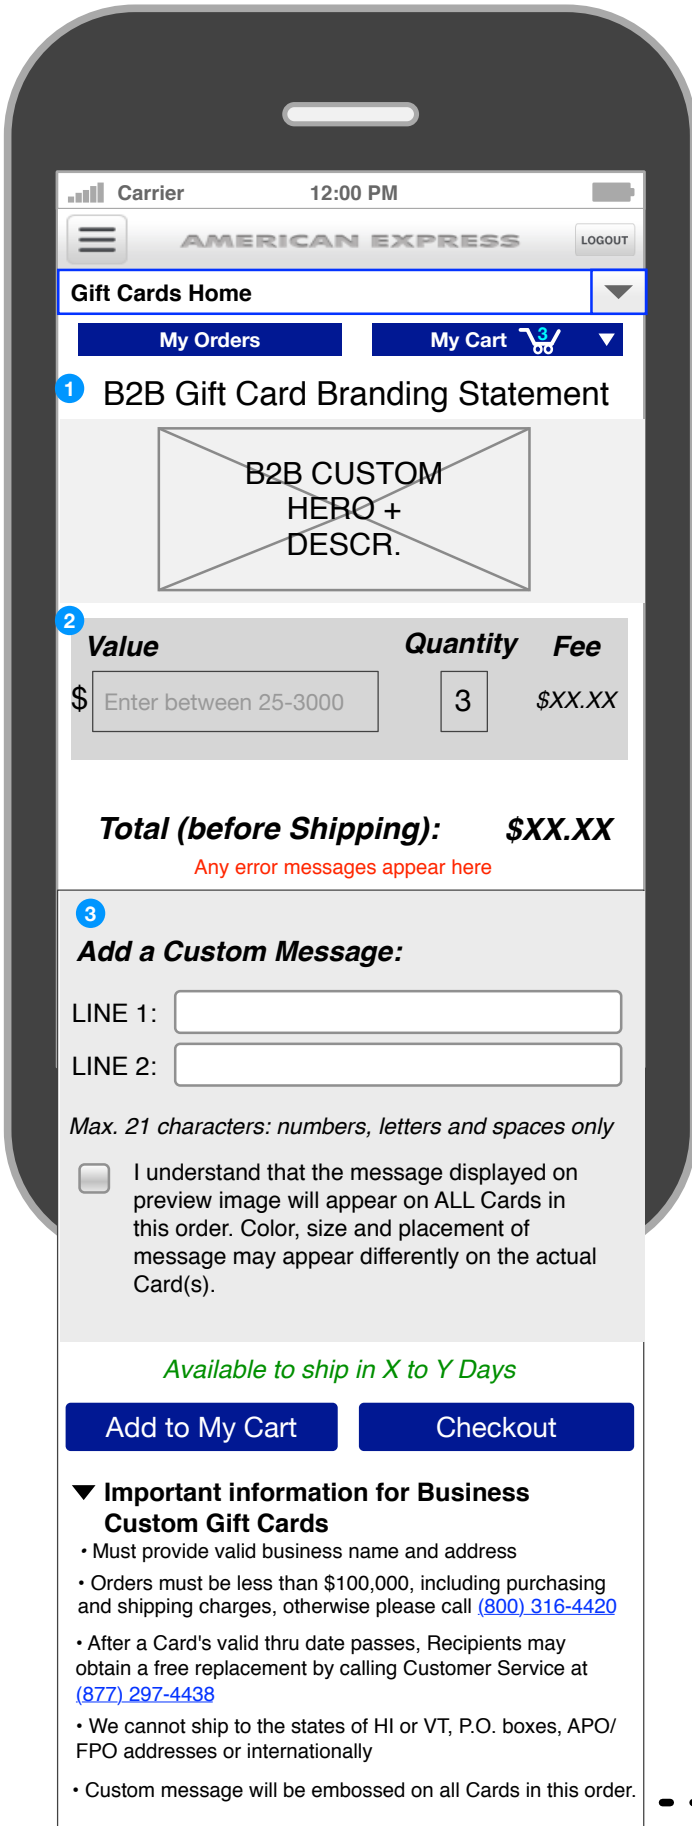 Carrier 12:00 PM
AMERICAN EXPRESS LOGOUT
Gift Cards Home
My Orders My Cart 3
1 B2B Gift Card Branding Statement
B2B CUSTOM
HERO +
DESCR.
2
Value Quantity Fee
$ Enter between 25-3000 3 $XX.XX
Total (before Shipping): $XX.XX
Any error messages appear here
3
Add a Custom Message:
LINE 1:
LINE 2:
Max. 21 characters: numbers, letters and spaces only
I understand that the message displayed on
preview image will appear on ALL Cards in
this order. Color, size and placement of
message may appear differently on the actual
Card(s).
Available to ship in X to Y Days
Add to My Cart Checkout
Important information for Business
Custom Gift Cards
• Must provide valid business name and address
• Orders must be less than $100,000, including purchasing
and shipping charges, otherwise please call (800) 316-4420
• After a Card's valid thru date passes, Recipients may
obtain a free replacement by calling Customer Service at
(877) 297-4438
• We cannot ship to the states of HI or VT, P.O. boxes, APO/
FPO addresses or internationally
• Custom message will be embossed on all Cards in this order.